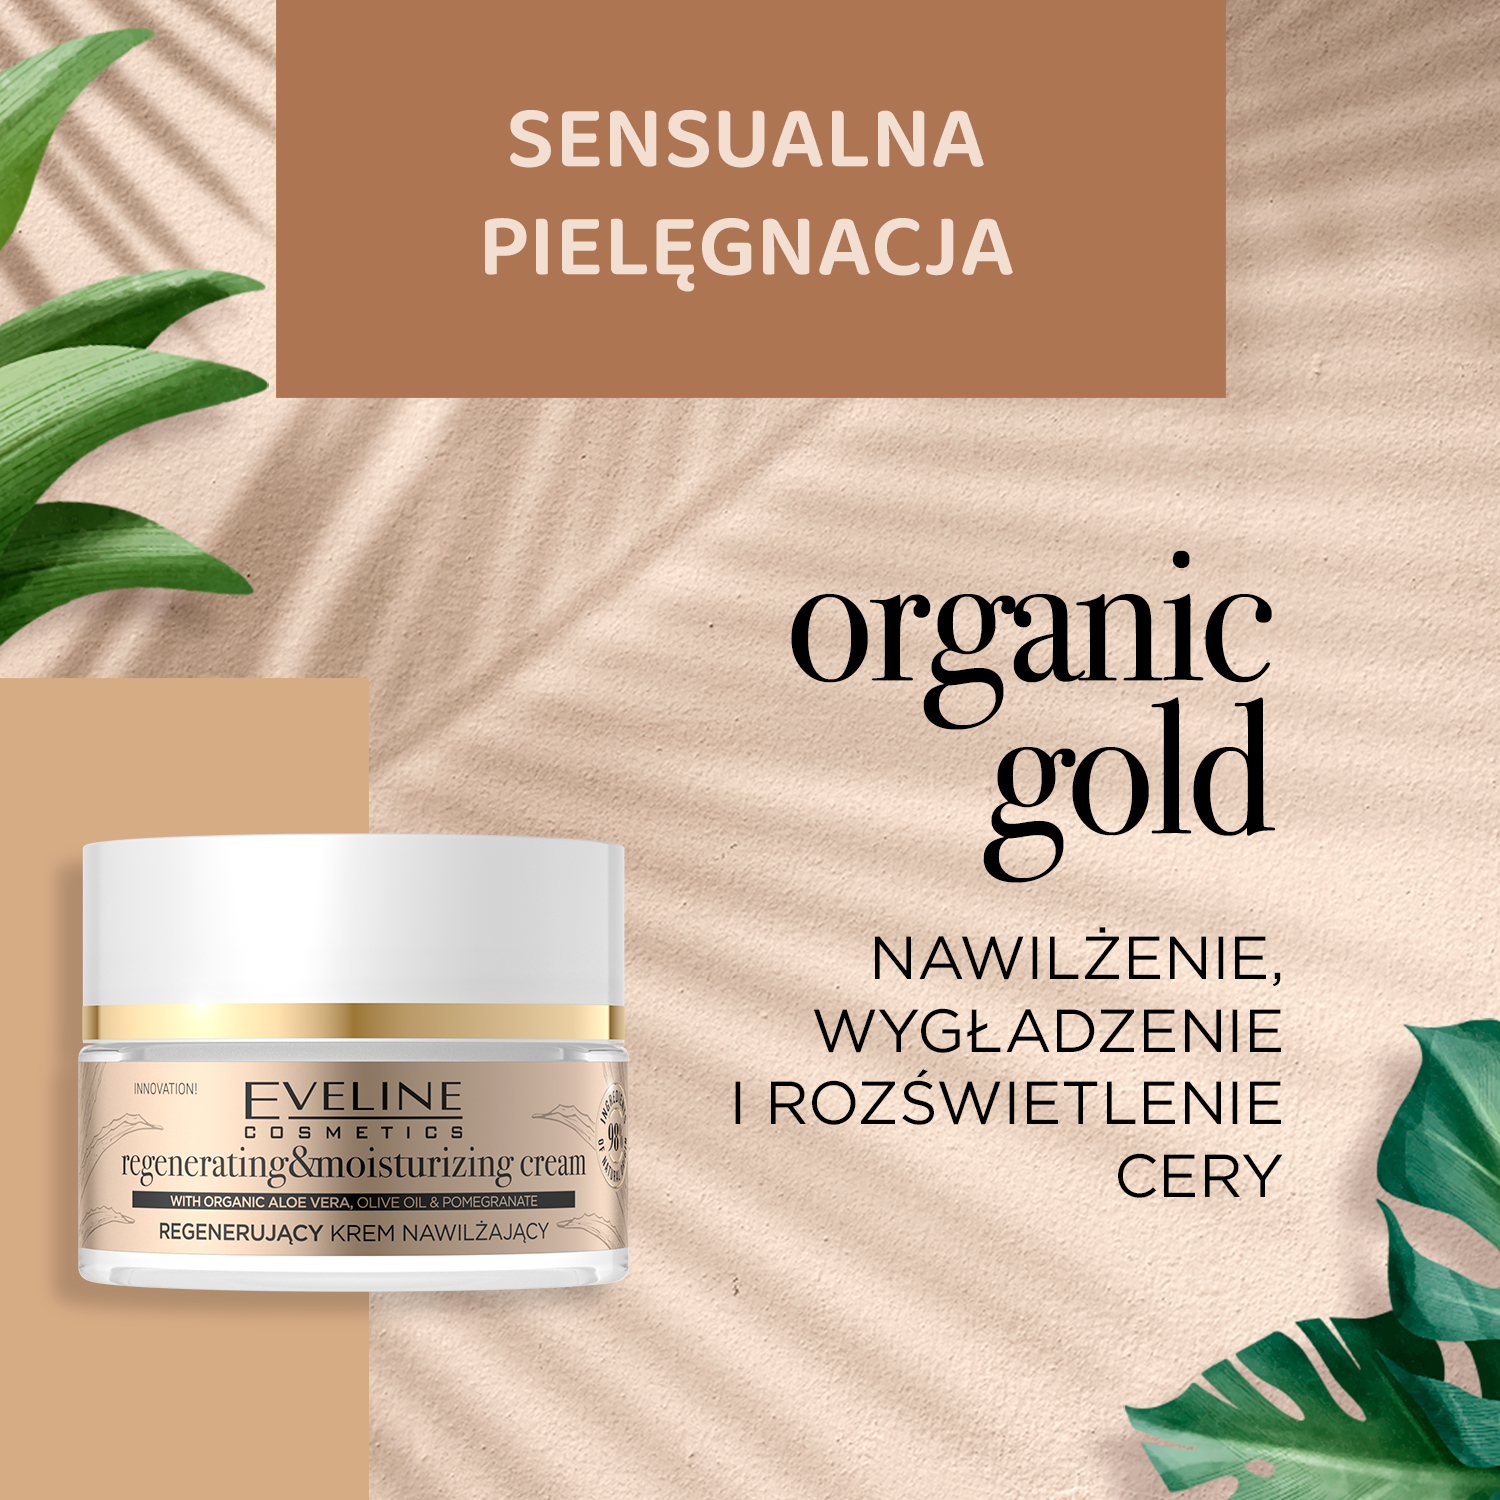 SENSUALNA
PIELĘGNACJA
organic
gold
NAWILŻENIE,
WYGŁADZENIE
I ROZŚWIETLENIE
CERY
INNOVATION!
EVELINE
COSMETICS
regenerating&moisturizing cream
WITH ORGANIC ALOE VERA, OLIVE OIL & POMEGRANATE
REGENERUJĄCY KREM NAWILŻAJĄCY